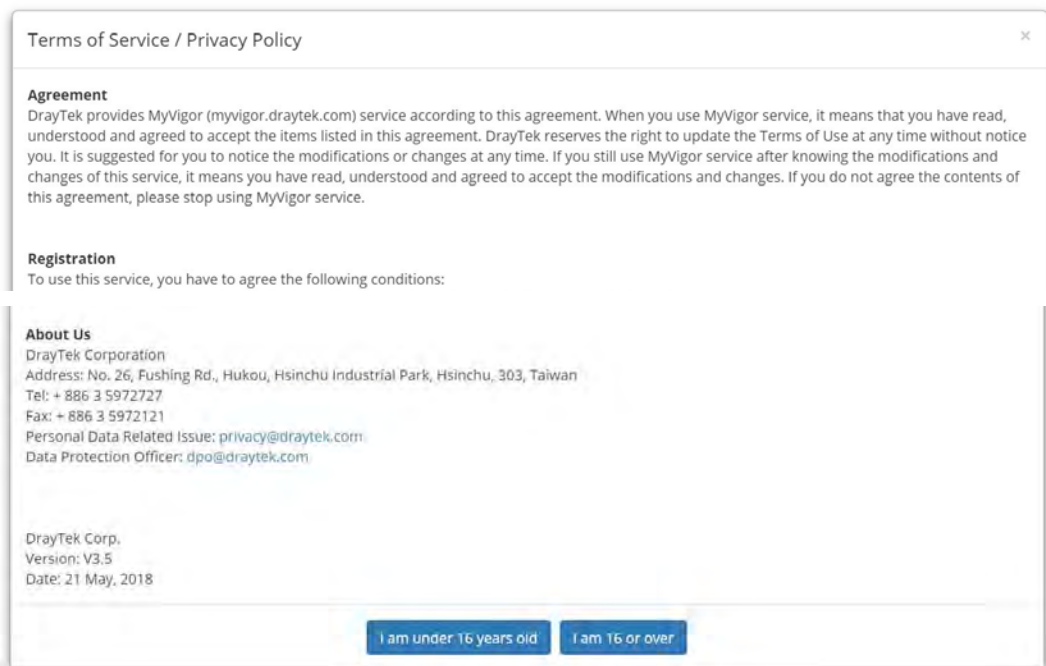 Terms of Service / Privacy Policy ×
Agreement
DrayTek provides MyVigor (myvigor.draytek.com) service according to this agreement. When you use MyVigor service, it means that you have read,
understood and agreed to accept the items listed in this agreement. DrayTek reserves the right to update the Terms of Use at any time without notice
you. It is suggested for you to notice the modifications or changes at any time. If you still use MyVigor service after knowing the modifications and
changes of this service, it means you have read, understood and agreed to accept the modifications and changes. If you do not agree the contents of
this agreement, please stop using MyVigor service.
Registration
To use this service, you have to agree the following conditions:
About Us
DrayTek Corporation
Address: No. 26, Fushing Rd., Hukou, Hsinchu Industrial Park, Hsinchu, 303, Taiwan
Tel: + 886 3 5972727
Fax: + 886 3 5972121
Personal Data Related Issue: privacy@draytek.com
Data Protection Officer: dpo@draytek.com
DrayTek Corp.
Version: V3.5
Date: 21 May, 2018
I am under 16 years old I am 16 or over